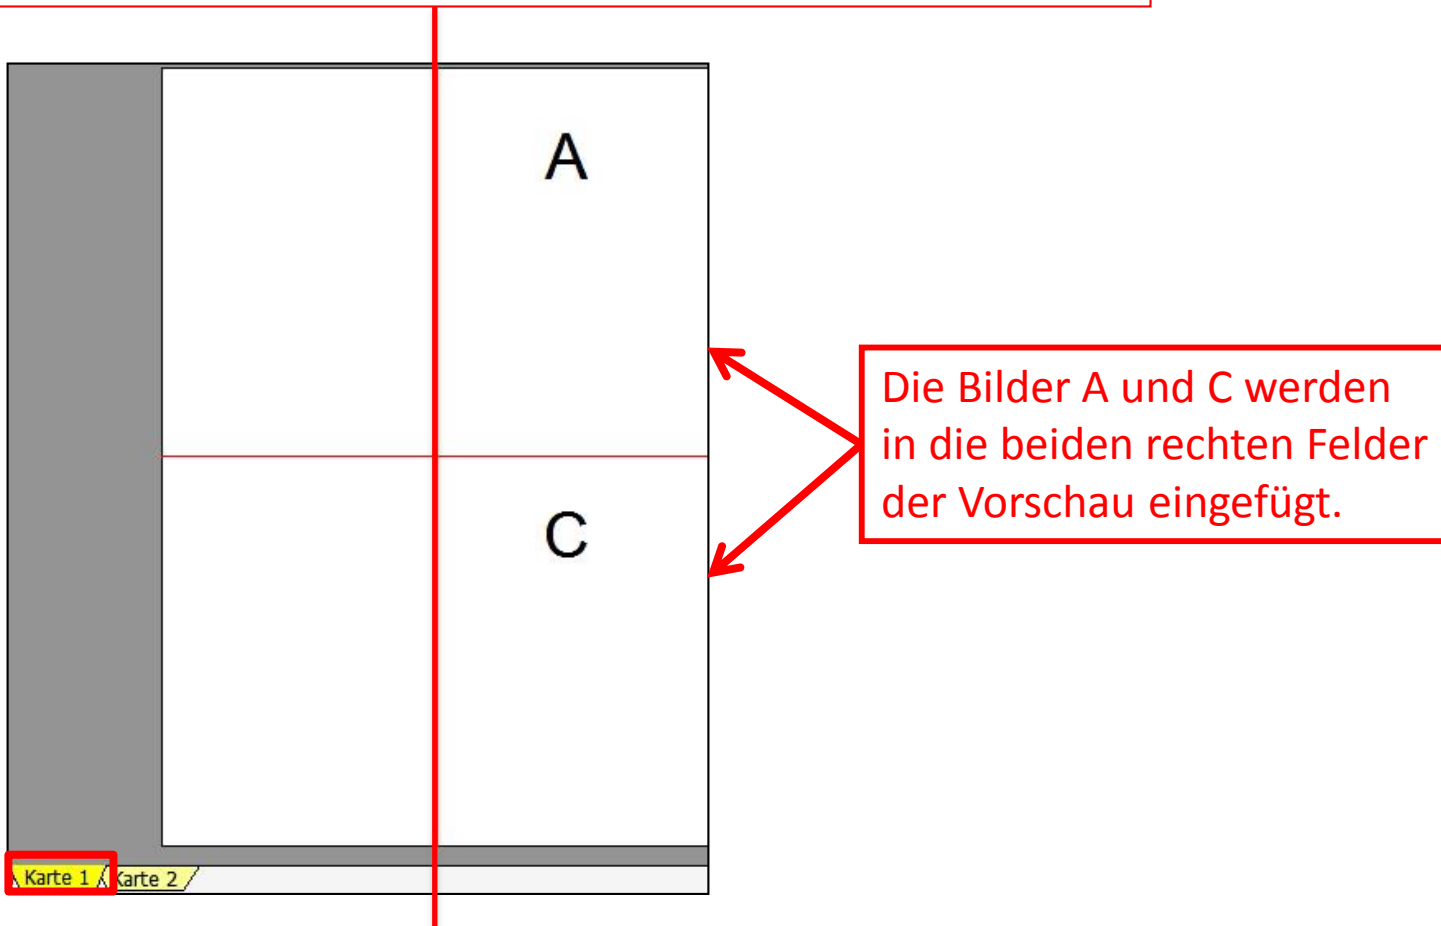 A
Die Bilder A und C werden
in die beiden rechten Felder
der Vorschau eingefügt.
C
Karte 1
Karte 2